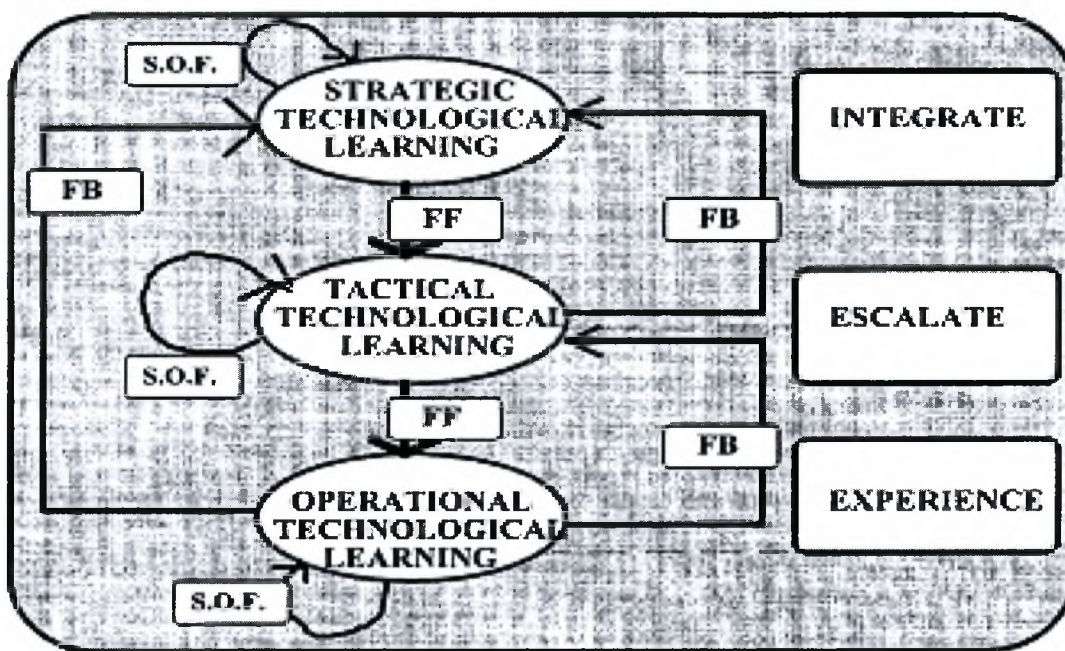 S.O.F.
STRATEGIC
TECHNOLOGICAL
LEARNING
INTEGRATE
FB
FF
FB
TACTICAL
TECHNOLOGICAL
LEARNING
ESCALATE
S.O.F.
FF
FB
OPERATIONAL
TECHNOLOGICAL
LEARNING
EXPERIENCE
S.O.F.